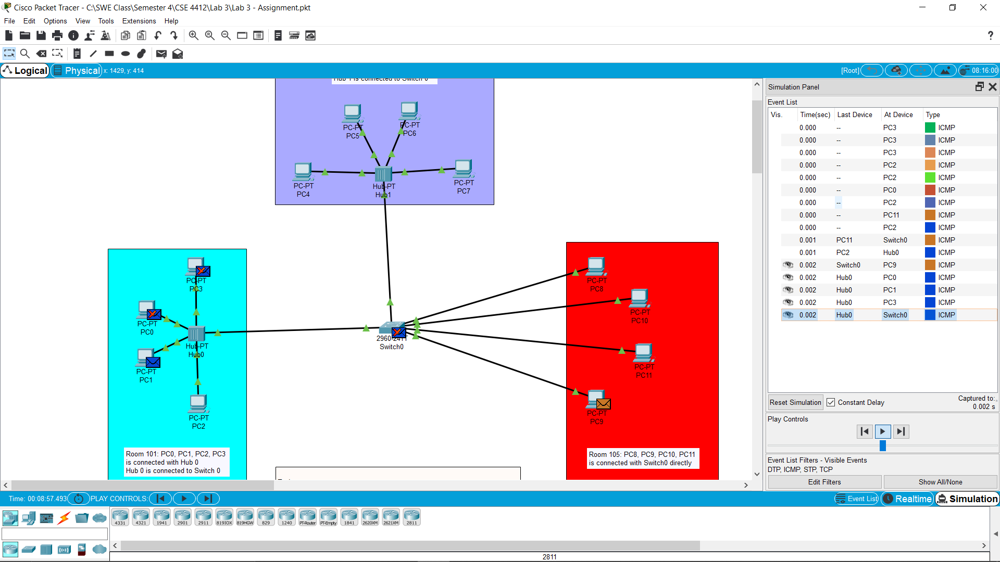 Cisco Packet Tracer - C:\SWE Class\Semester 4\CSE 4412\Lab 3\Lab 3 - Assignment.pkt
File Edit Options View Tools Extensions Help
Logical Physical x: 1429, y: 414 [Root] 08:16:00
Hub 1 is connected to Switch 0
PC-PT
PC5
PC-PT
PC6
PC-PT
PC4
Hub-PT
Hub1
PC-PT
PC7
PC-PT
PC3
PC-PT
PC0
Hub-PT
Hub0
PC-PT
PC1
PC-PT
PC2
Room 101: PC0, PC1, PC2, PC3
is connected with Hub 0
Hub 0 is connected to Switch 0
2960-24TT
Switch0
PC-PT
PC8
PC-PT
PC10
PC-PT
PC11
PC-PT
PC9
Room 105: PC8, PC9, PC10, PC11
is connected with Switch0 directly
Simulation Panel
Event List
Vis. Time(sec) Last Device At Device Type
0.000 -- PC3 ICMP
0.000 -- PC3 ICMP
0.000 -- PC3 ICMP
0.000 -- PC2 ICMP
0.000 -- PC2 ICMP
0.000 -- PC0 ICMP
0.000 -- PC2 ICMP
0.000 -- PC11 ICMP
0.000 -- PC2 ICMP
0.001 PC11 Switch0 ICMP
0.001 PC2 Hub0 ICMP
0.002 Switch0 PC9 ICMP
0.002 Hub0 PC0 ICMP
0.002 Hub0 PC1 ICMP
0.002 Hub0 PC3 ICMP
0.002 Hub0 Switch0 ICMP
Reset Simulation Constant Delay Captured to:
0.002 s
Play Controls
Event List Filters - Visible Events
DTP, ICMP, STP, TCP
Edit Filters Show All/None
Time: 00:08:57.493 PLAY CONTROLS: Event List Realtime Simulation
4331 4321 1941 2901 2911 819IOX 819HGW 829 1240 PT-Router PT-Empty 1841 2620XM 2621XM 2811
2811